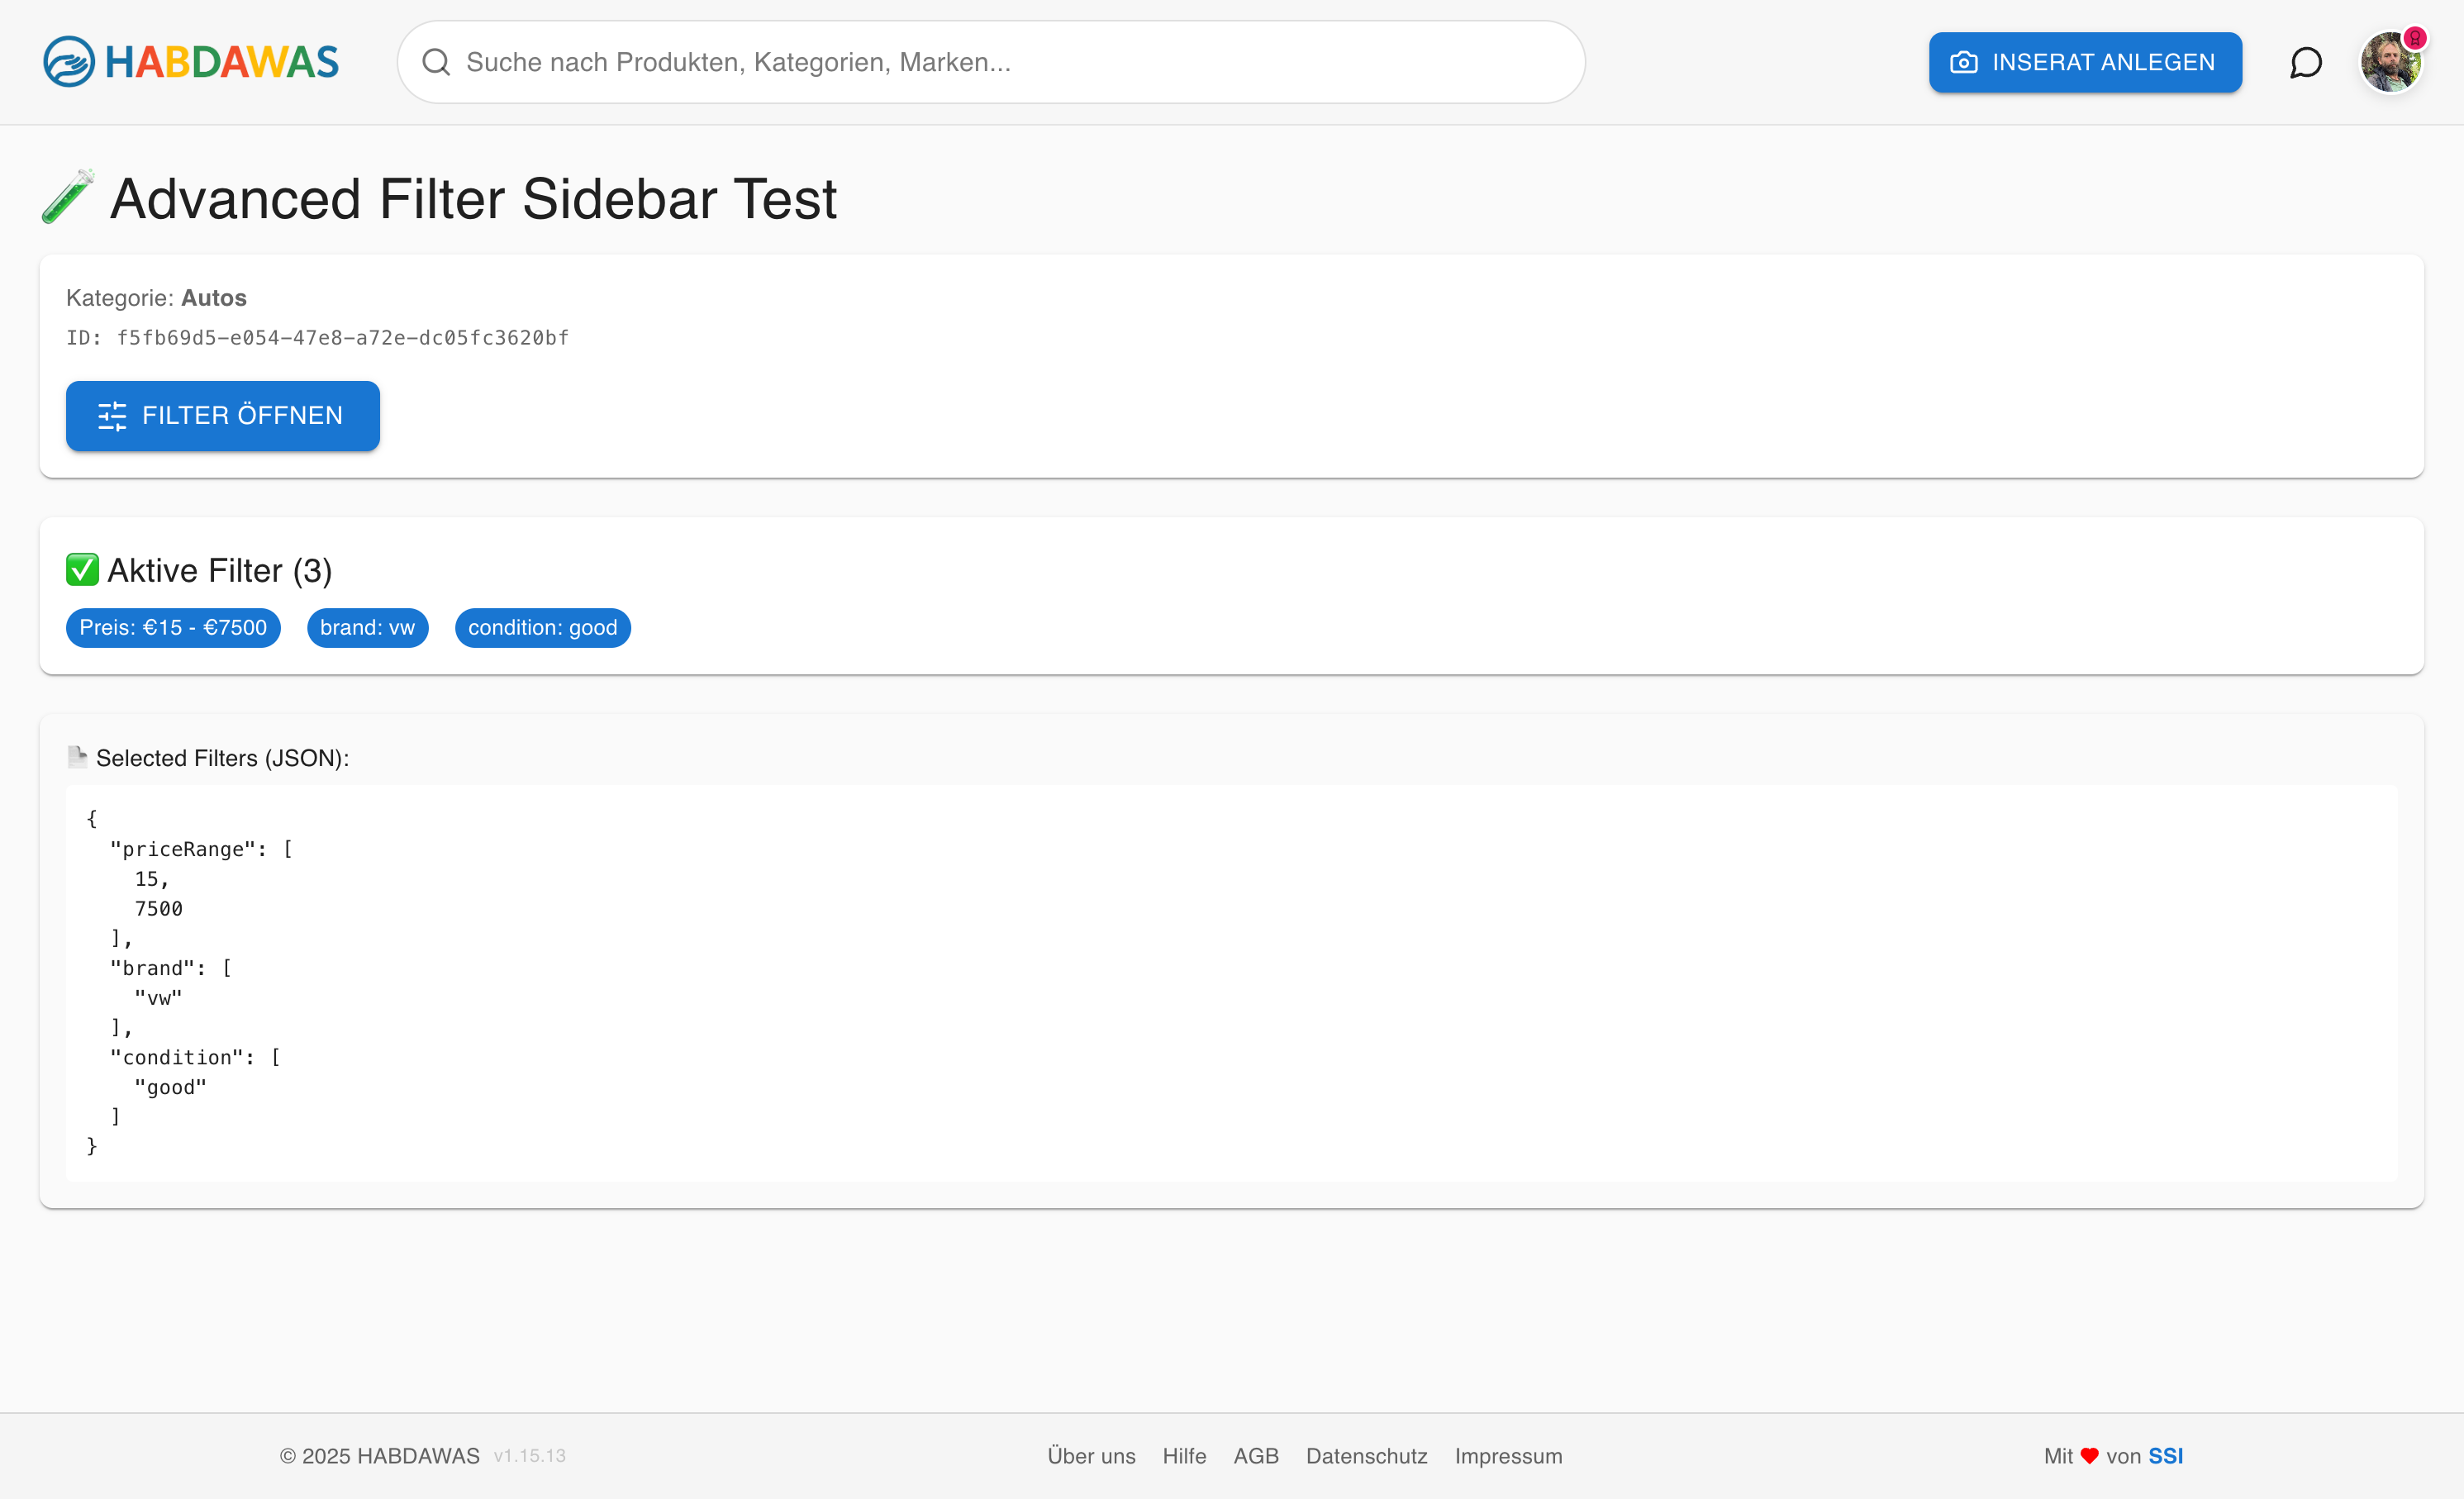 HABDAWAS
Suche nach Produkten, Kategorien, Marken...
INSERAT ANLEGEN
Advanced Filter Sidebar Test
Kategorie: Autos
ID: f5fb69d5-e054-47e8-a72e-dc05fc3620bf
FILTER ÖFFNEN
Aktive Filter (3)
Preis: €15 - €7500
brand: vw
condition: good
Selected Filters (JSON):
{
  "priceRange": [
    15,
    7500
  ],
  "brand": [
    "vw"
  ],
  "condition": [
    "good"
  ]
}
© 2025 HABDAWAS v1.15.13
Über uns Hilfe AGB Datenschutz Impressum
Mit ❤ von SSI